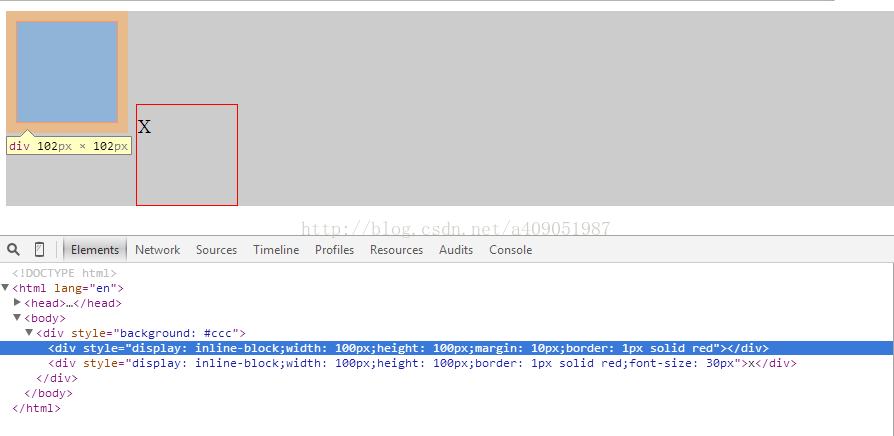 X
div 102px × 102px
http://blog.csdn.net/a409051987
Elements Network Sources Timeline Profiles Resources Audits Console
<!DOCTYPE html>
<html lang="en">
<head>…</head>
<body>
<div style="background: #ccc">
<div style="display: inline-block;width: 100px;height: 100px;margin: 10px;border: 1px solid red"></div>
<div style="display: inline-block;width: 100px;height: 100px;border: 1px solid red;font-size: 30px">x</div>
</div>
</body>
</html>